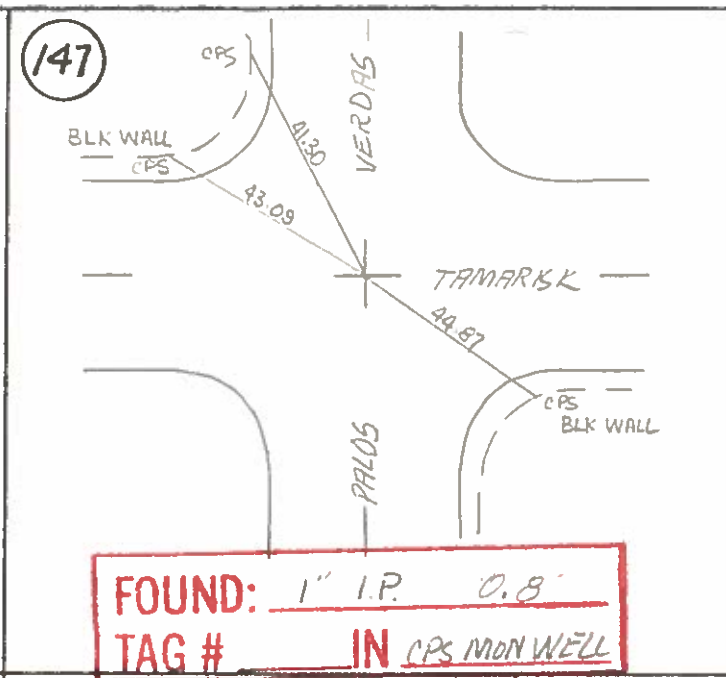 147
CPS
VERDAS
BLK WALL
CPS
41.30
43.09
TAMARISK
44.87
CPS
BLK WALL
PALOS
FOUND: 1" I.P. 0.8'
TAG # IN CPS MON WELL